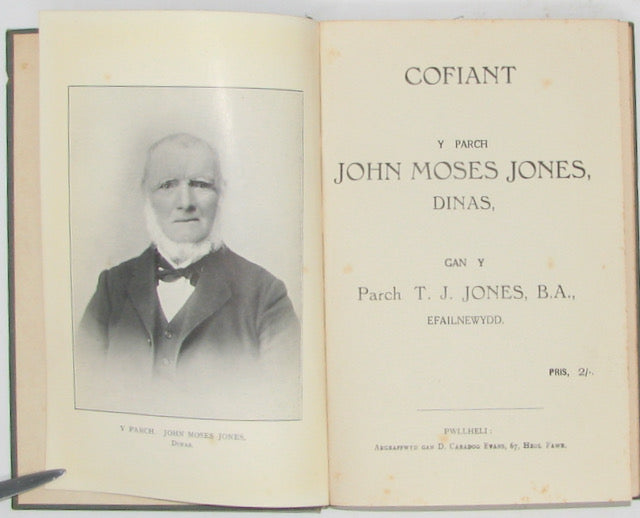 Y PARCH. JOHN MOSES JONES,
DINAS.
COFIANT
Y PARCH
JOHN MOSES JONES,
DINAS,
GAN Y
Parch T. J. JONES, B.A.,
EFAILNEWYDD.
PRIS, 2/-.
PWLLHELI:
ARGRAFFWYD GAN D. CARADOG EVANS, 67, HEOL FAWR.